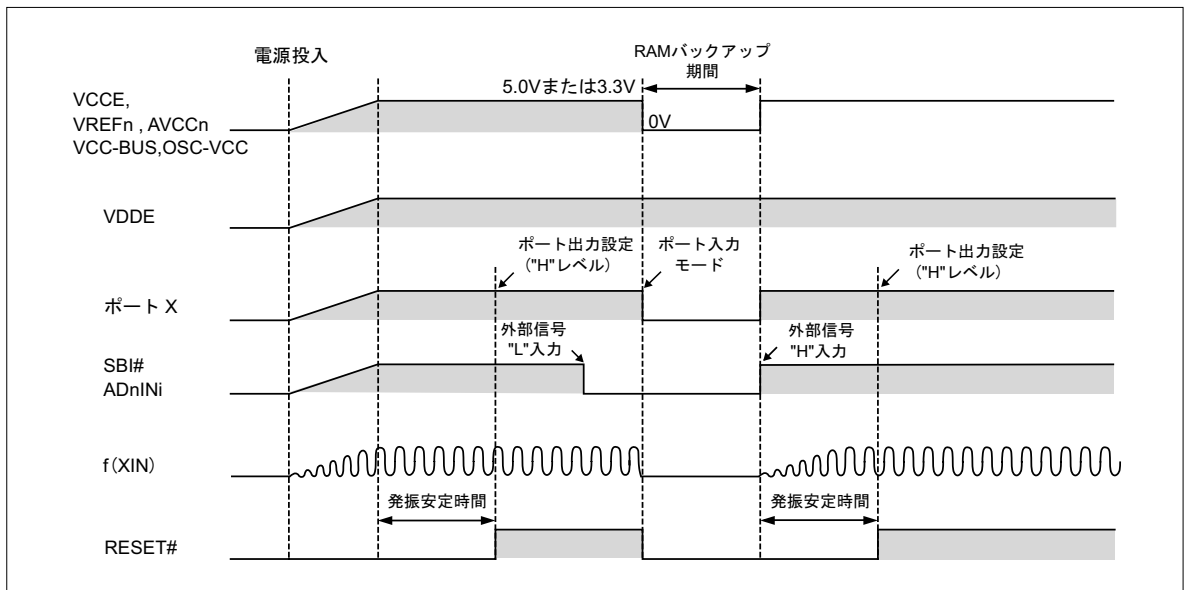 電源投入
RAMバックアップ
期間
VCCE,
VREFn , AVCCn
VCC-BUS,OSC-VCC
5.0Vまたは3.3V
0V
VDDE
ポート出力設定
("H"レベル)
ポート入力
モード
ポート出力設定
("H"レベル)
ポート X
外部信号
"L"入力
外部信号
"H"入力
SBI#
ADnINi
f(XIN)
発振安定時間
発振安定時間
RESET#